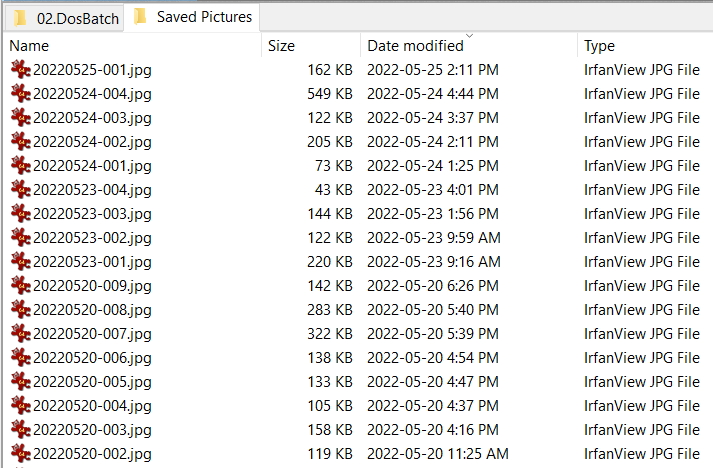 02.DosBatch Saved Pictures
Name Size Date modified Type
20220525-001.jpg 162 KB 2022-05-25 2:11 PM IrfanView JPG File
20220524-004.jpg 549 KB 2022-05-24 4:44 PM IrfanView JPG File
20220524-003.jpg 122 KB 2022-05-24 3:37 PM IrfanView JPG File
20220524-002.jpg 205 KB 2022-05-24 2:11 PM IrfanView JPG File
20220524-001.jpg 73 KB 2022-05-24 1:25 PM IrfanView JPG File
20220523-004.jpg 43 KB 2022-05-23 4:01 PM IrfanView JPG File
20220523-003.jpg 144 KB 2022-05-23 1:56 PM IrfanView JPG File
20220523-002.jpg 122 KB 2022-05-23 9:59 AM IrfanView JPG File
20220523-001.jpg 220 KB 2022-05-23 9:16 AM IrfanView JPG File
20220520-009.jpg 142 KB 2022-05-20 6:26 PM IrfanView JPG File
20220520-008.jpg 283 KB 2022-05-20 5:40 PM IrfanView JPG File
20220520-007.jpg 322 KB 2022-05-20 5:39 PM IrfanView JPG File
20220520-006.jpg 138 KB 2022-05-20 4:54 PM IrfanView JPG File
20220520-005.jpg 133 KB 2022-05-20 4:47 PM IrfanView JPG File
20220520-004.jpg 105 KB 2022-05-20 4:37 PM IrfanView JPG File
20220520-003.jpg 158 KB 2022-05-20 4:16 PM IrfanView JPG File
20220520-002.jpg 119 KB 2022-05-20 11:25 AM IrfanView JPG File